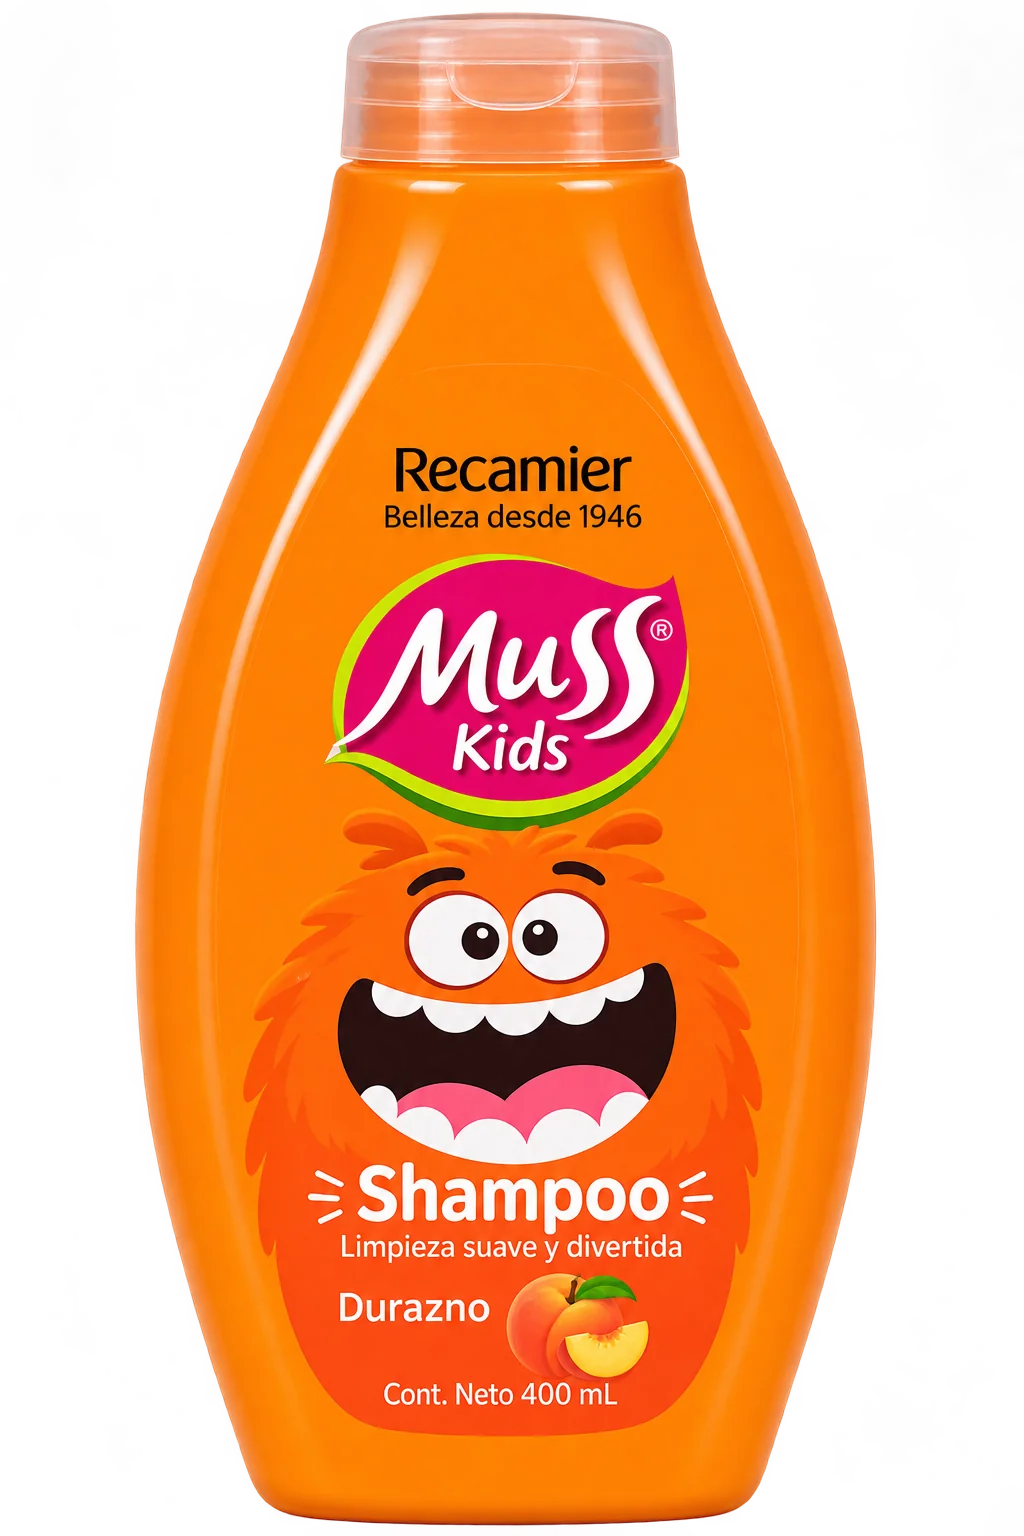 Recamier
Belleza desde 1946
Muss®
Kids
Shampoo
Limpieza suave y divertida
Durazno
Cont. Neto 400 mL